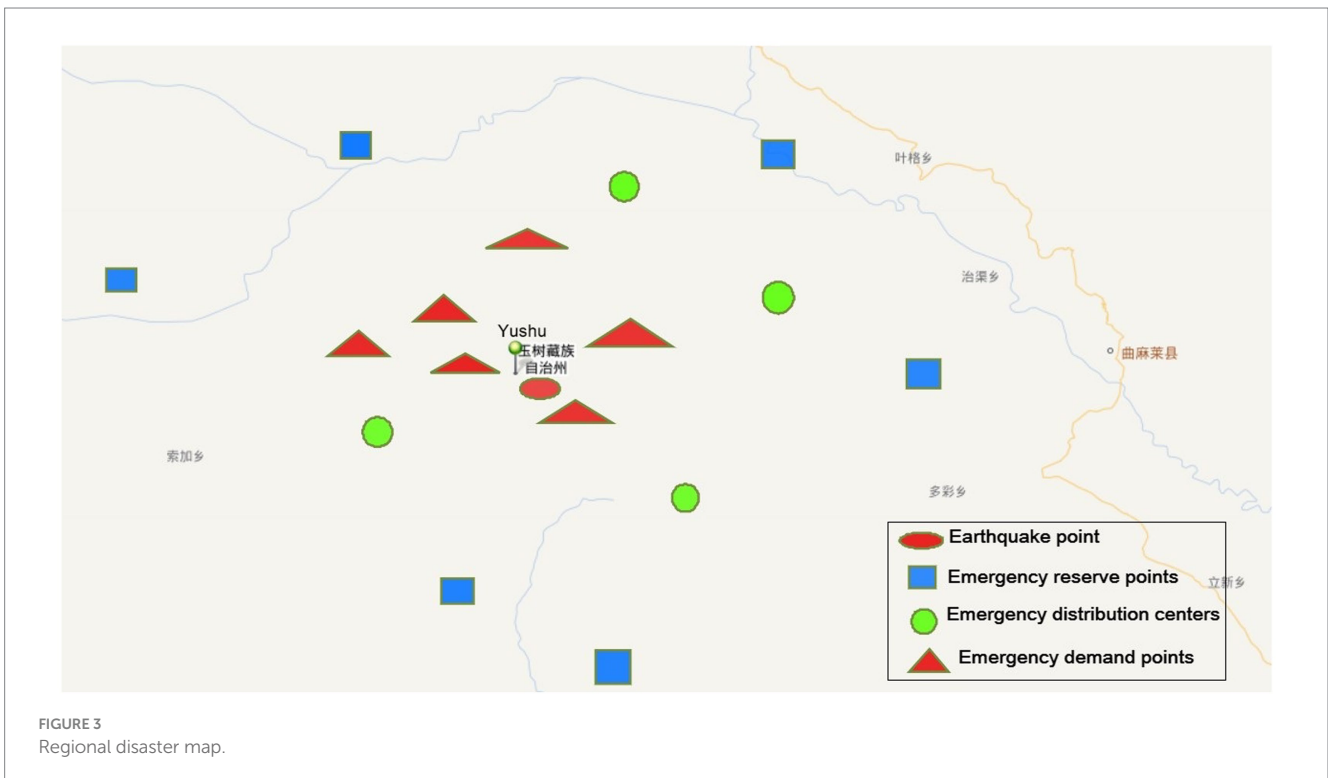 叶格乡
治渠乡
Yushu
玉树藏族
自治州
曲麻莱县
索加乡
多彩乡
Earthquake point
Emergency reserve points
立新乡
Emergency distribution centers
Emergency demand points
FIGURE 3
Regional disaster map.